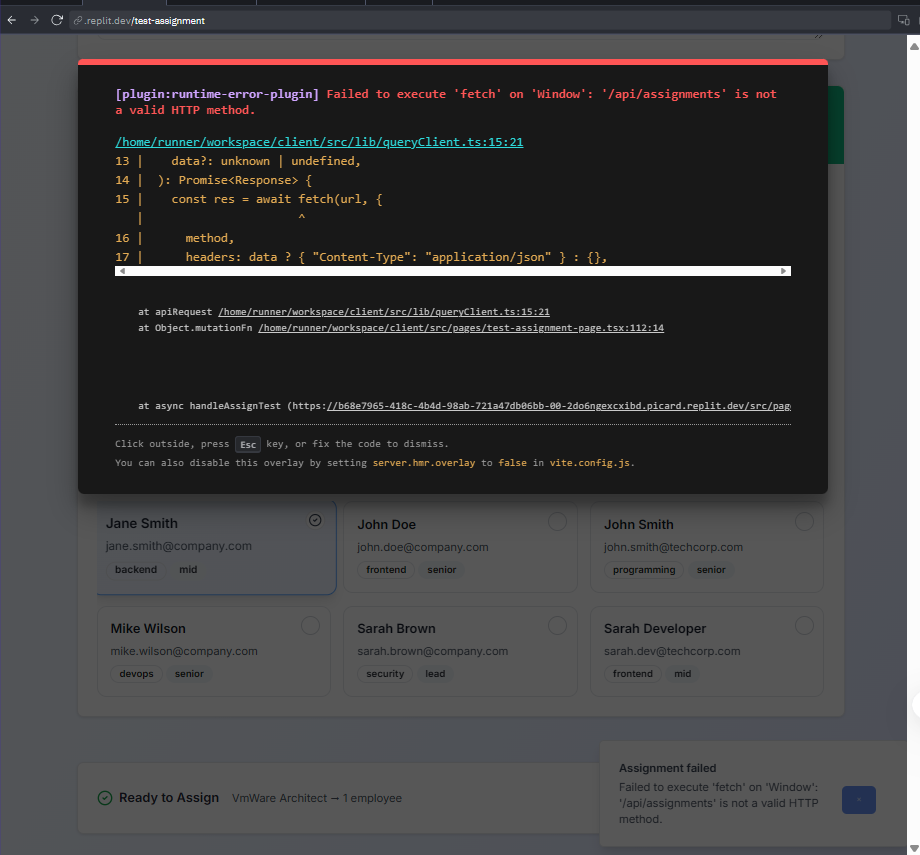 .replit.dev/test-assignment
[plugin:runtime-error-plugin] Failed to execute 'fetch' on 'Window': '/api/assignments' is not
a valid HTTP method.
/home/runner/workspace/client/src/lib/queryClient.ts:15:21
13 |    data?: unknown | undefined,
14 |  ): Promise<Response> {
15 |    const res = await fetch(url, {
   |                      ^
16 |      method,
17 |      headers: data ? { "Content-Type": "application/json" } : {},
at apiRequest /home/runner/workspace/client/src/lib/queryClient.ts:15:21
at Object.mutationFn /home/runner/workspace/client/src/pages/test-assignment-page.tsx:112:14
at async handleAssignTest (https://b68e7965-418c-4b4d-98ab-721a47db06bb-00-2do6ngexcxibd.picard.replit.dev/src/pag
Click outside, press Esc key, or fix the code to dismiss.
You can also disable this overlay by setting server.hmr.overlay to false in vite.config.js.
Jane Smith
jane.smith@company.com
backend mid
John Doe
john.doe@company.com
frontend senior
John Smith
john.smith@techcorp.com
programming senior
Mike Wilson
mike.wilson@company.com
devops senior
Sarah Brown
sarah.brown@company.com
security lead
Sarah Developer
sarah.dev@techcorp.com
frontend mid
Ready to Assign VmWare Architect → 1 employee
Assignment failed
Failed to execute 'fetch' on 'Window':
'/api/assignments' is not a valid HTTP
method.